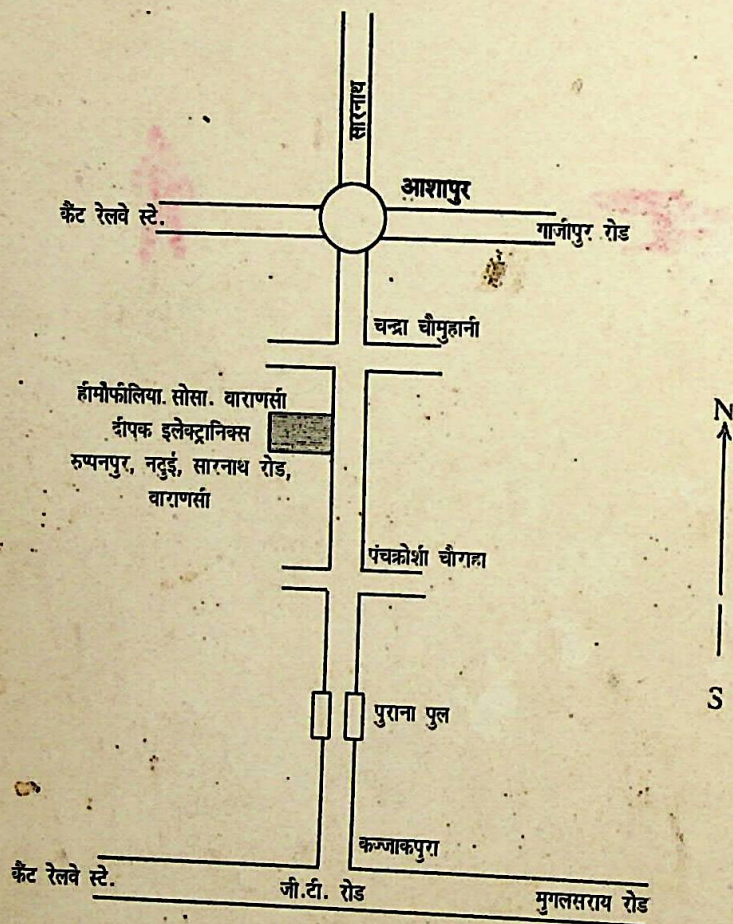 सारनाथ
आशापुर
कैंट रेलवे स्टे.
गाजीपुर रोड
चन्द्रा चौमुहानी
हीमोफीलिया. सोसा. वाराणसी
दीपक इलेक्ट्रानिक्स
रुप्पनपुर, नदुई, सारनाथ रोड,
वाराणसी
N
पंचक्रोशी चौराहा
S
पुराना पुल
कज्जाकपुरा
कैंट रेलवे स्टे.
जी.टी. रोड
मुगलसराय रोड